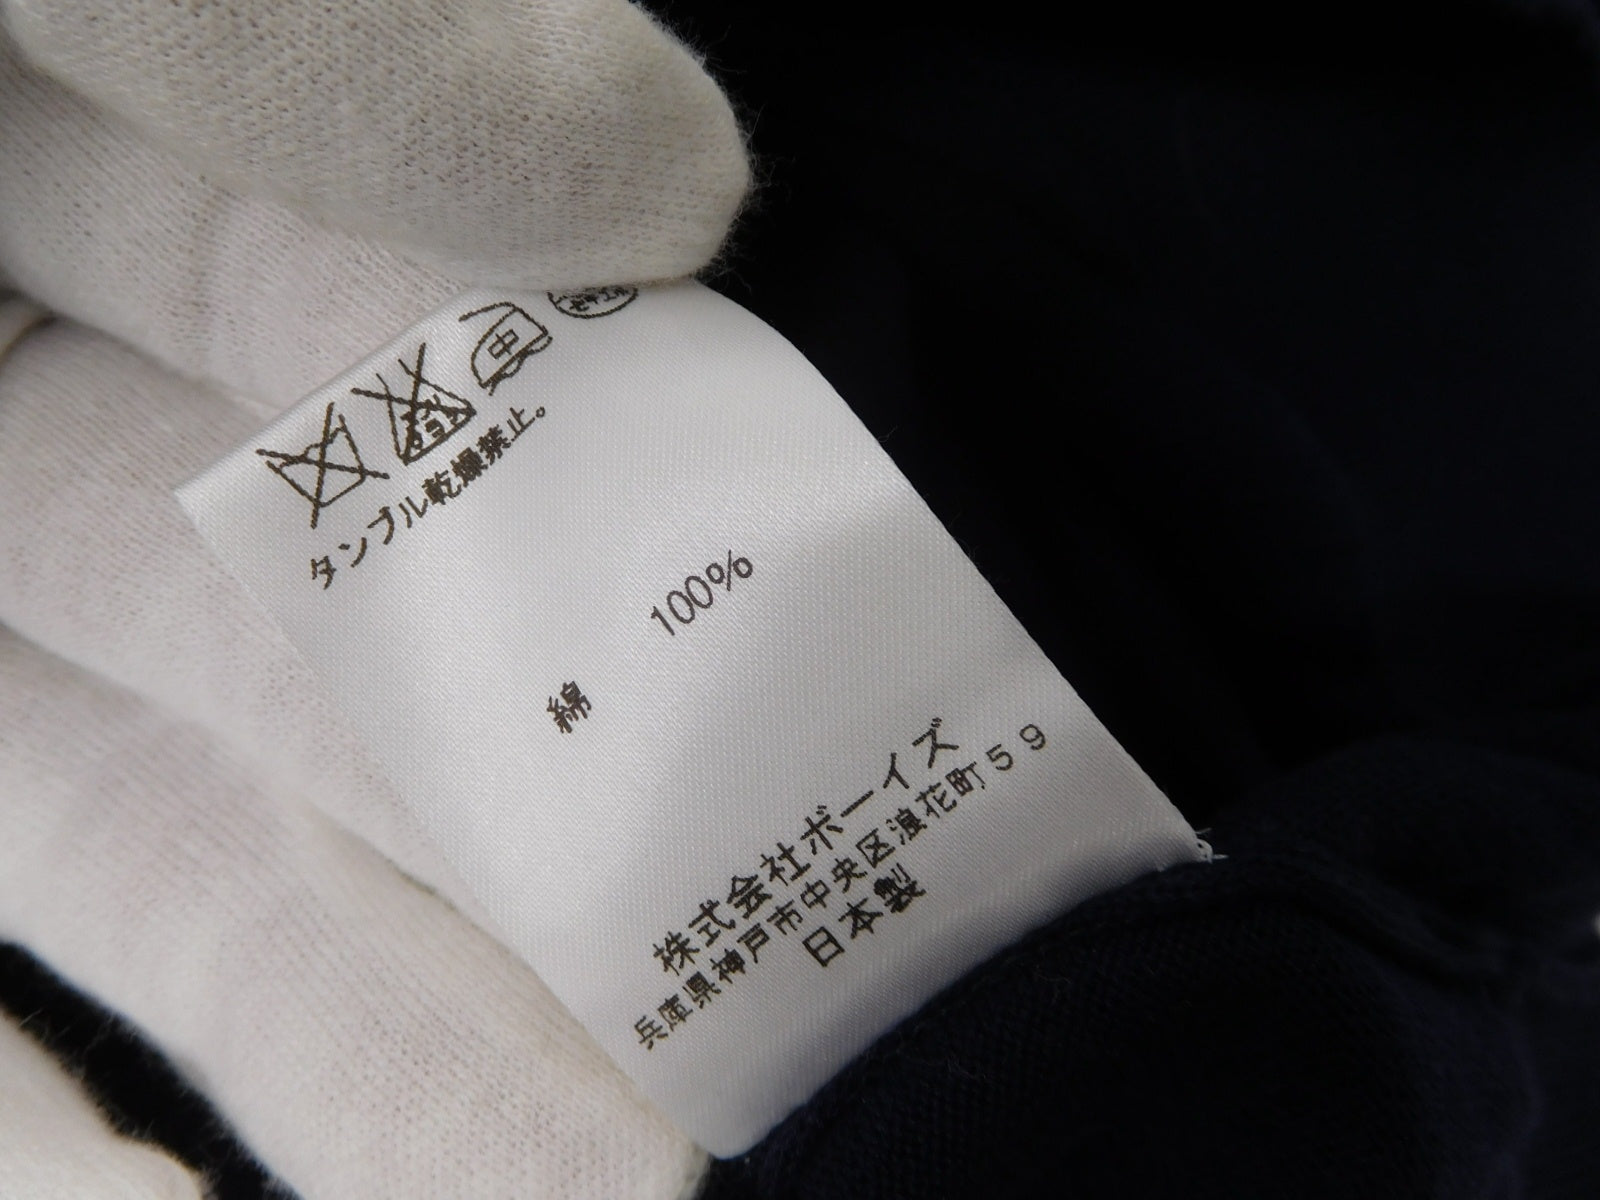 中
タンブル乾燥禁止。
綿 100%
株式会社ボーイズ
兵庫県神戸市中央区浪花町59
日本製